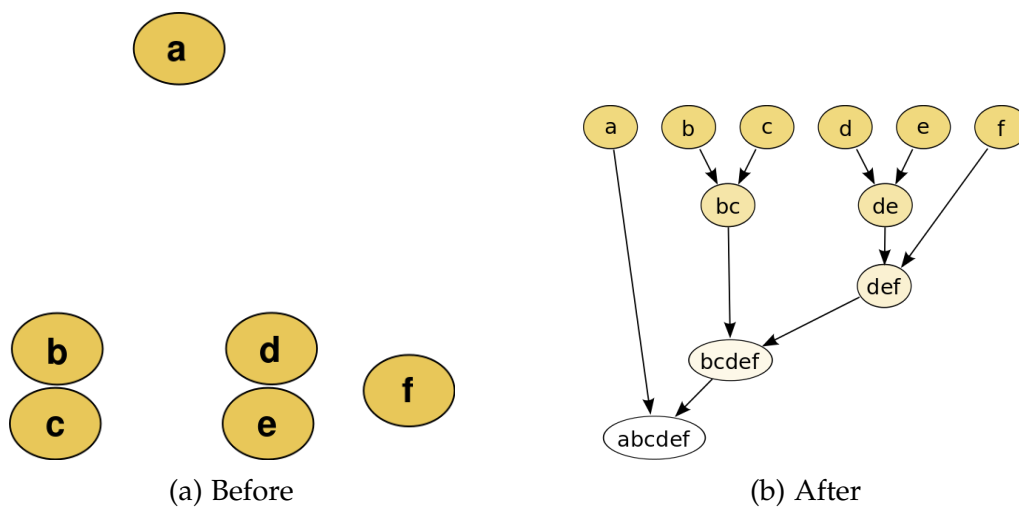 a
b
c
d
e
f
(a) Before
a b c d e f
bc de
def
bcdef
abcdef
(b) After